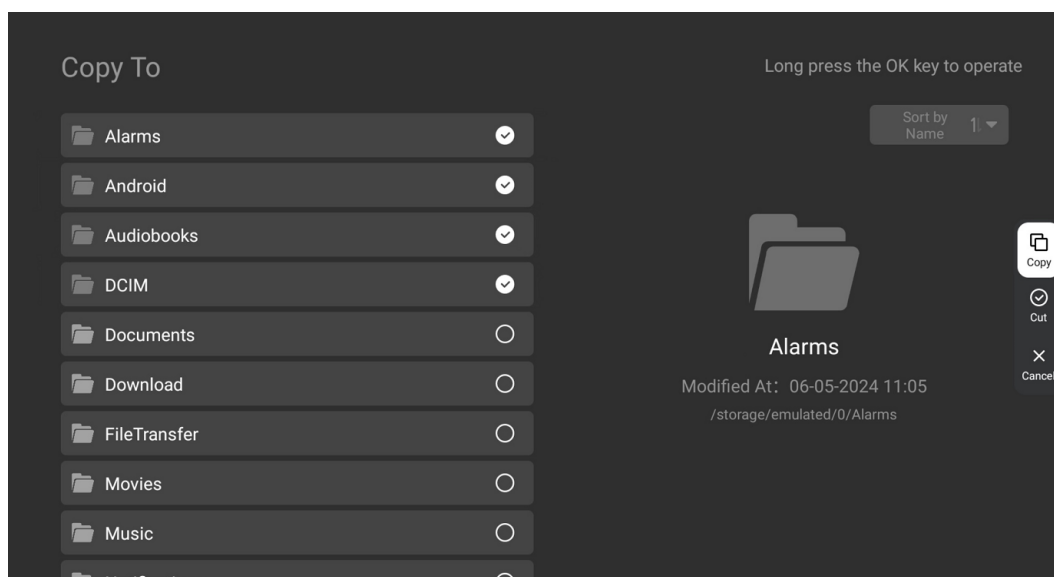 Copy To
Long press the OK key to operate
Sort by
Name
Alarms
Android
Audiobooks
DCIM
Documents
Download
FileTransfer
Movies
Music
Alarms
Modified At: 06-05-2024 11:05
/storage/emulated/0/Alarms
Copy
Cut
Cancel